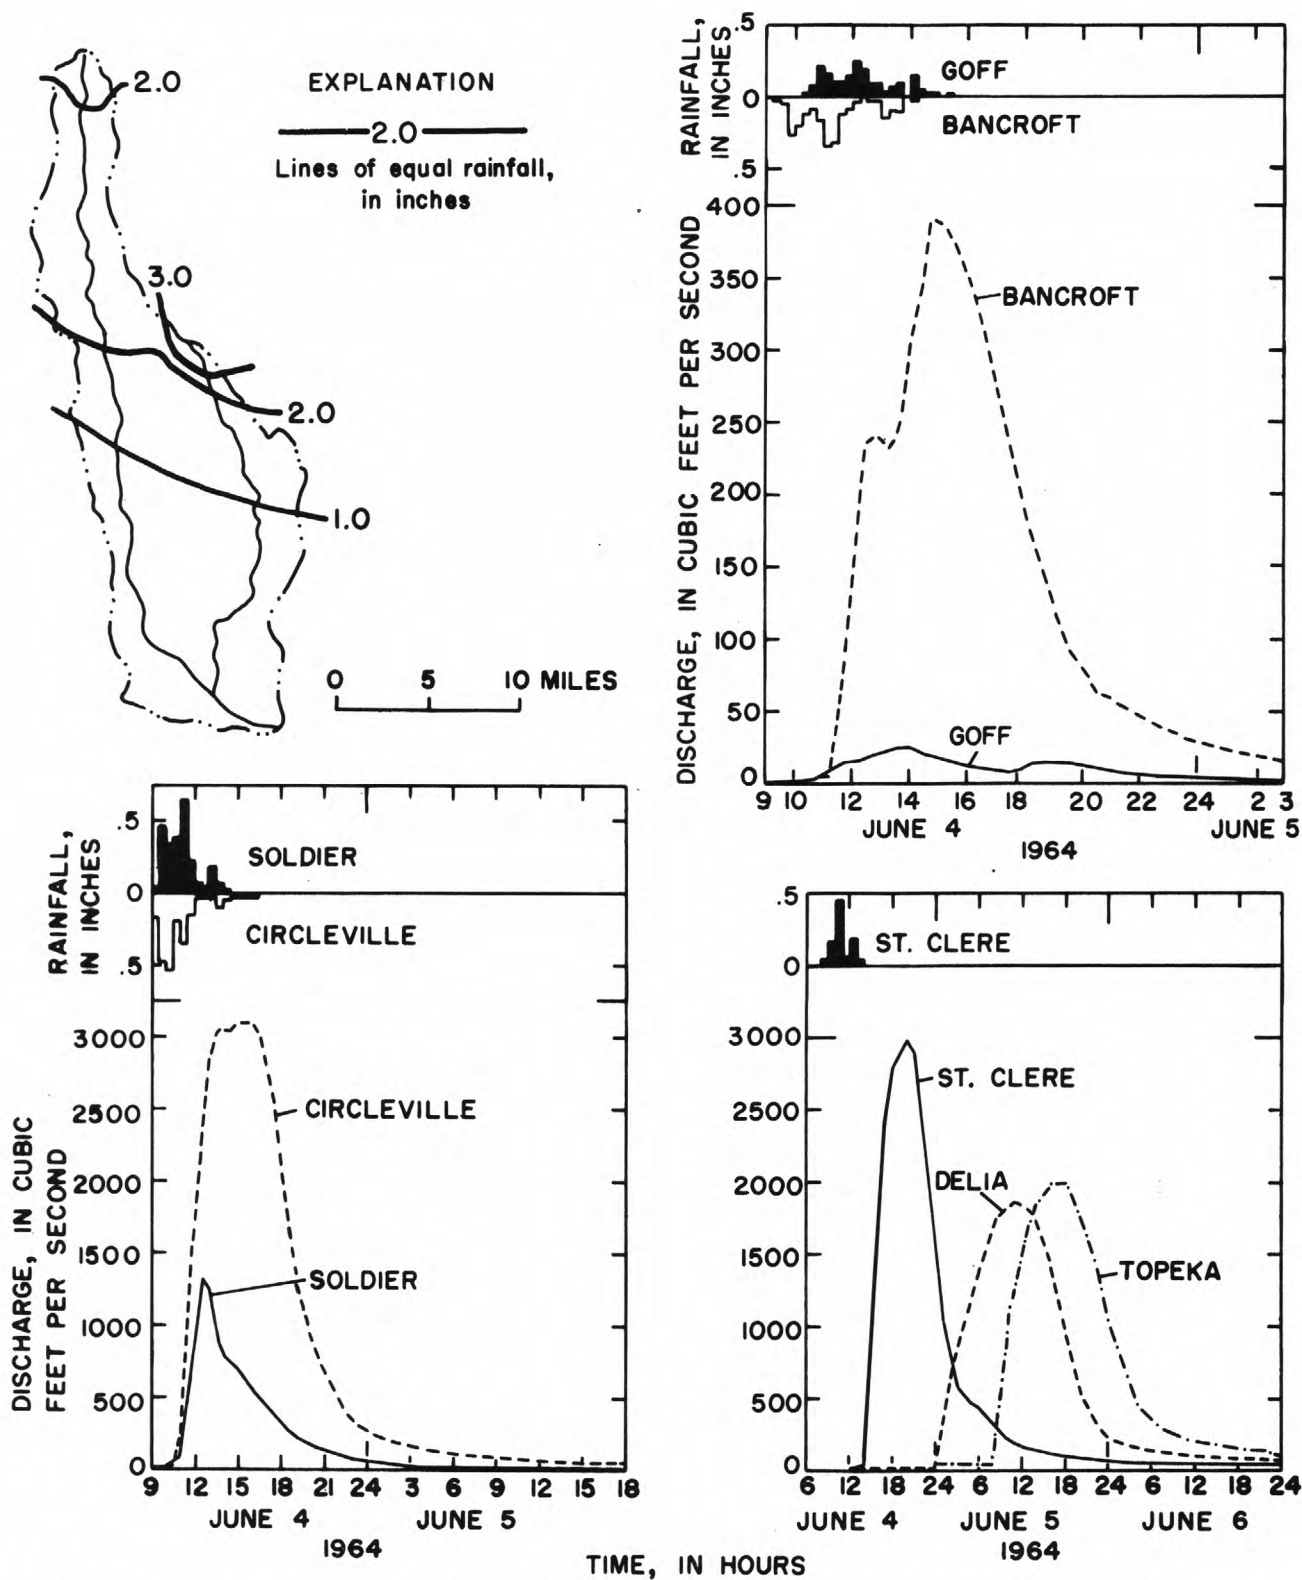 2.0
EXPLANATION
2.0
Lines of equal rainfall,
in inches
3.0
2.0
1.0
0 5 10 MILES
RAINFALL,
IN INCHES
.5
0
.5
GOFF
BANCROFT
DISCHARGE, IN CUBIC FEET PER SECOND
400
350
300
250
200
150
100
50
0
BANCROFT
GOFF
9 10 12 14 16 18 20 22 24 2 3
JUNE 4 JUNE 5
1964
RAINFALL,
IN INCHES
.5
0
.5
SOLDIER
CIRCLEVILLE
DISCHARGE, IN CUBIC
FEET PER SECOND
3000
2500
2000
1500
1000
500
0
CIRCLEVILLE
SOLDIER
9 12 15 18 21 24 3 6 9 12 15 18
JUNE 4 JUNE 5
1964
.5
0
ST. CLERE
3000
2500
2000
1500
1000
500
0
ST. CLERE
DELIA
TOPEKA
6 12 18 24 6 12 18 24 6 12 18 24
JUNE 4 JUNE 5 JUNE 6
1964
TIME, IN HOURS